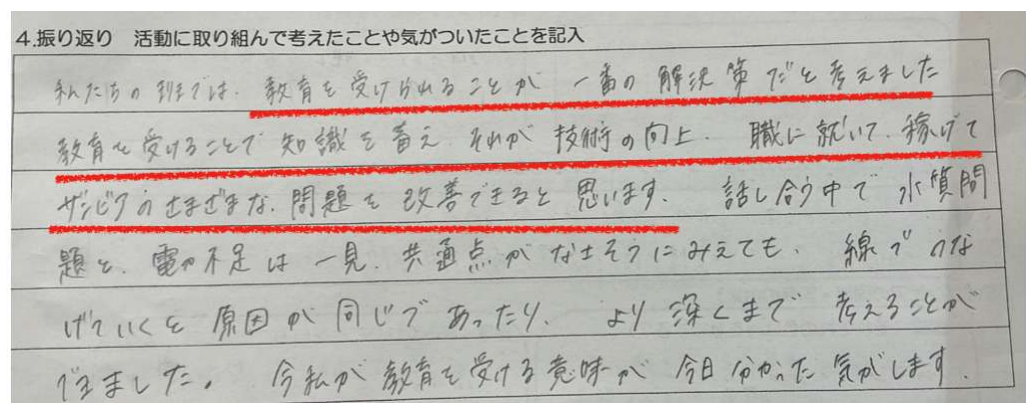 4.振り返り　活動に取り組んで考えたことや気がついたことを記入
私たちの班では、教育を受けられることが 一番の解決策だと考えました
教育を受けることで知識を蓄え、それが技術の向上、職に就いて、稼げて
ザンビアのさまざまな、問題を改善できると思います。 話し合う中で水質問
題と、電力不足は一見、共通点がなさそうにみえても、線でつな
げていくと原因が同じであったり、より深くまで考えることが
できました。 今私が教育を受ける意味が今日分かった気がします。